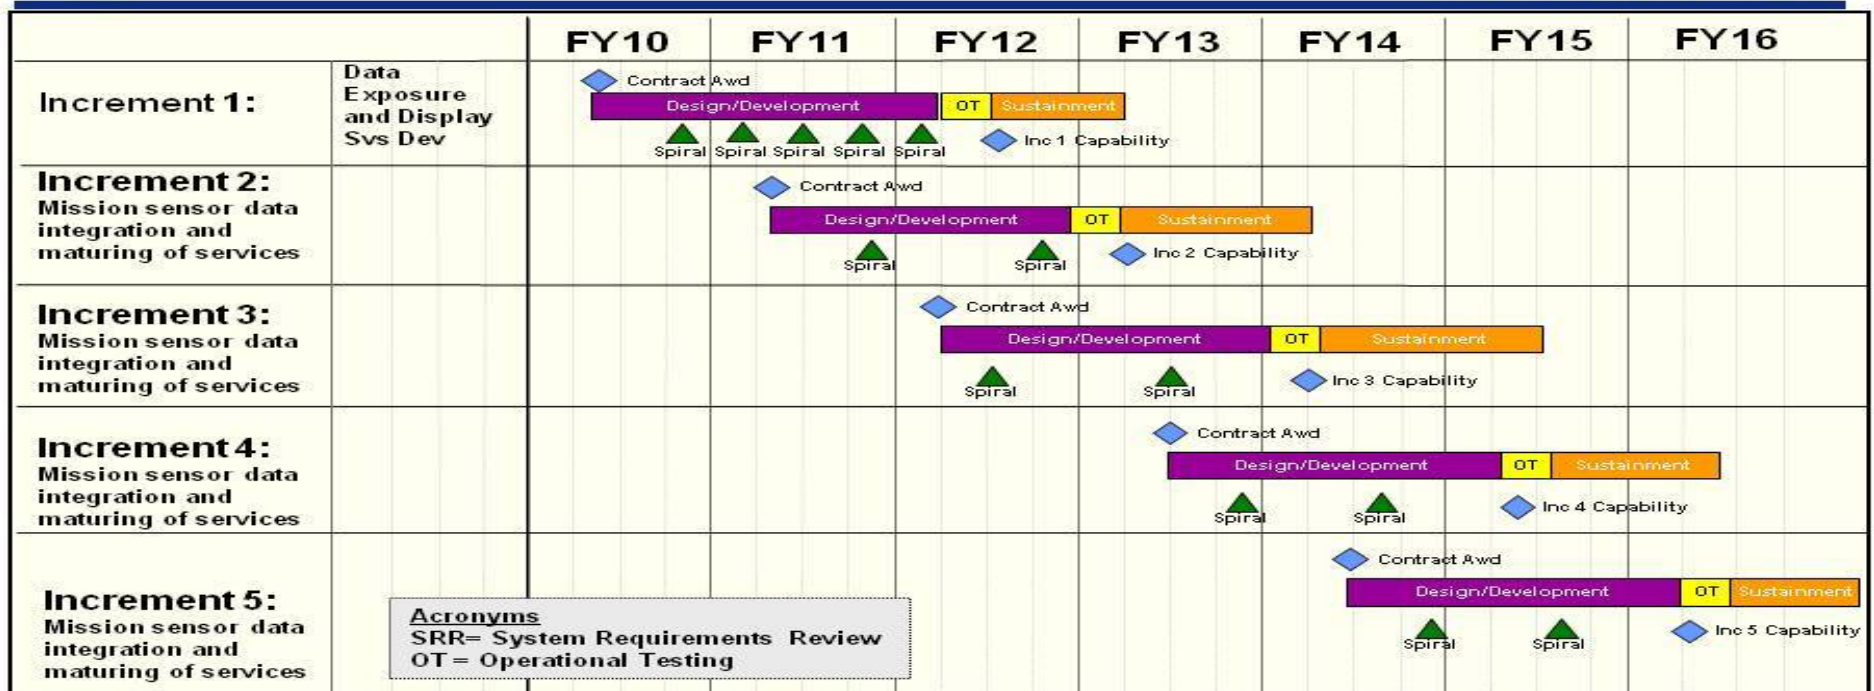 FY10 FY11 FY12 FY13 FY14 FY15 FY16
Increment 1:
Data
Exposure
and Display
Svs Dev
Contract Awd
Design/Development OT Sustainment
Spiral Spiral Spiral Spiral Spiral
Inc 1 Capability
Increment 2:
Mission sensor data
integration and
maturing of services
Contract Awd
Design/Development OT Sustainment
Spiral Spiral
Inc 2 Capability
Increment 3:
Mission sensor data
integration and
maturing of services
Contract Awd
Design/Development OT Sustainment
Spiral Spiral
Inc 3 Capability
Increment 4:
Mission sensor data
integration and
maturing of services
Contract Awd
Design/Development OT Sustainment
Spiral Spiral
Inc 4 Capability
Increment 5:
Mission sensor data
integration and
maturing of services
Contract Awd
Design/Development OT Sustainment
Spiral Spiral
Inc 5 Capability
Acronyms
SRR= System Requirements Review
OT = Operational Testing